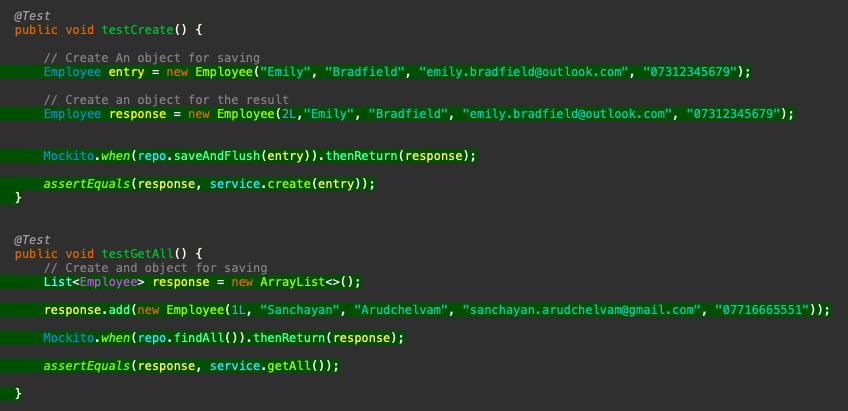 @Test
public void testCreate() {
// Create An object for saving
Employee entry = new Employee("Emily", "Bradfield", "emily.bradfield@outlook.com", "07312345679");
// Create an object for the result
Employee response = new Employee(2L,"Emily", "Bradfield", "emily.bradfield@outlook.com", "07312345679");
Mockito.when(repo.saveAndFlush(entry)).thenReturn(response);
assertEquals(response, service.create(entry));
}
@Test
public void testGetAll() {
// Create and object for saving
List<Employee> response = new ArrayList<>();
response.add(new Employee(1L, "Sanchayan", "Arudchelvam", "sanchayan.arudchelvam@gmail.com", "07716665551"));
Mockito.when(repo.findAll()).thenReturn(response);
assertEquals(response, service.getAll());
}